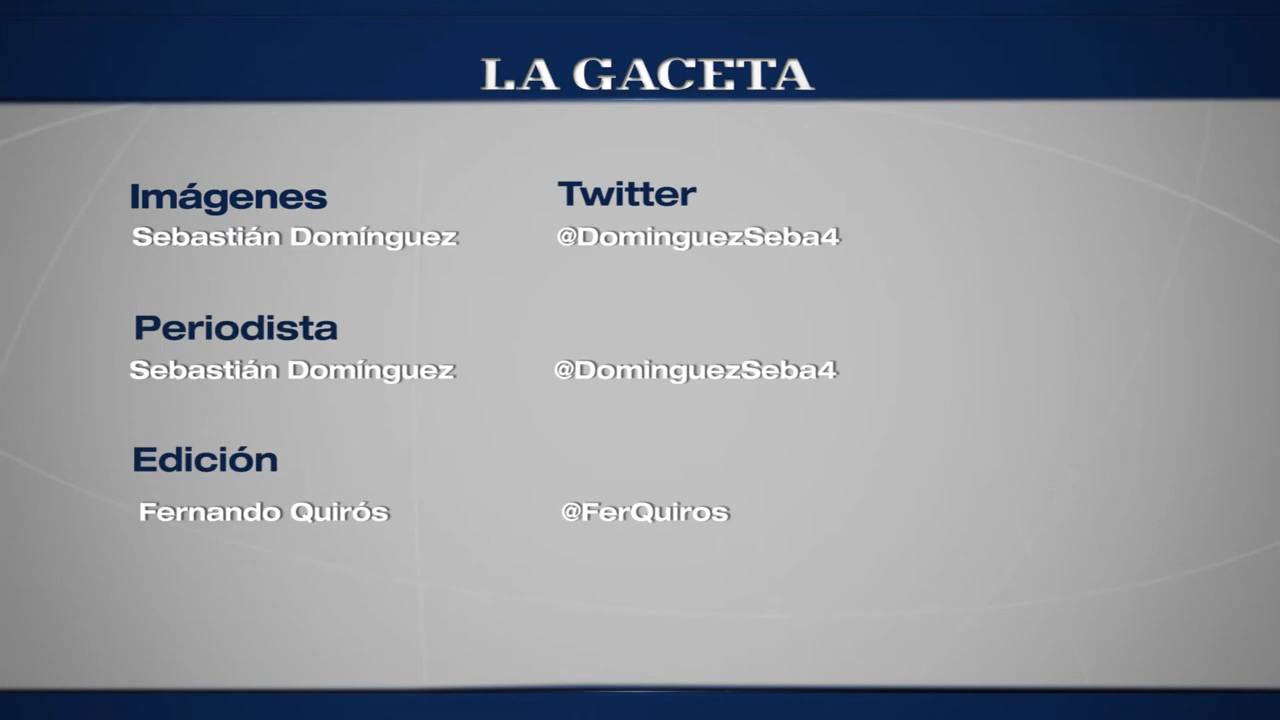 LA GACETA
Imágenes
Twitter
Sebastián Domínguez
@DominguezSeba4
Periodista
Sebastián Domínguez
@DominguezSeba4
Edición
Fernando Quirós
@FerQuiros